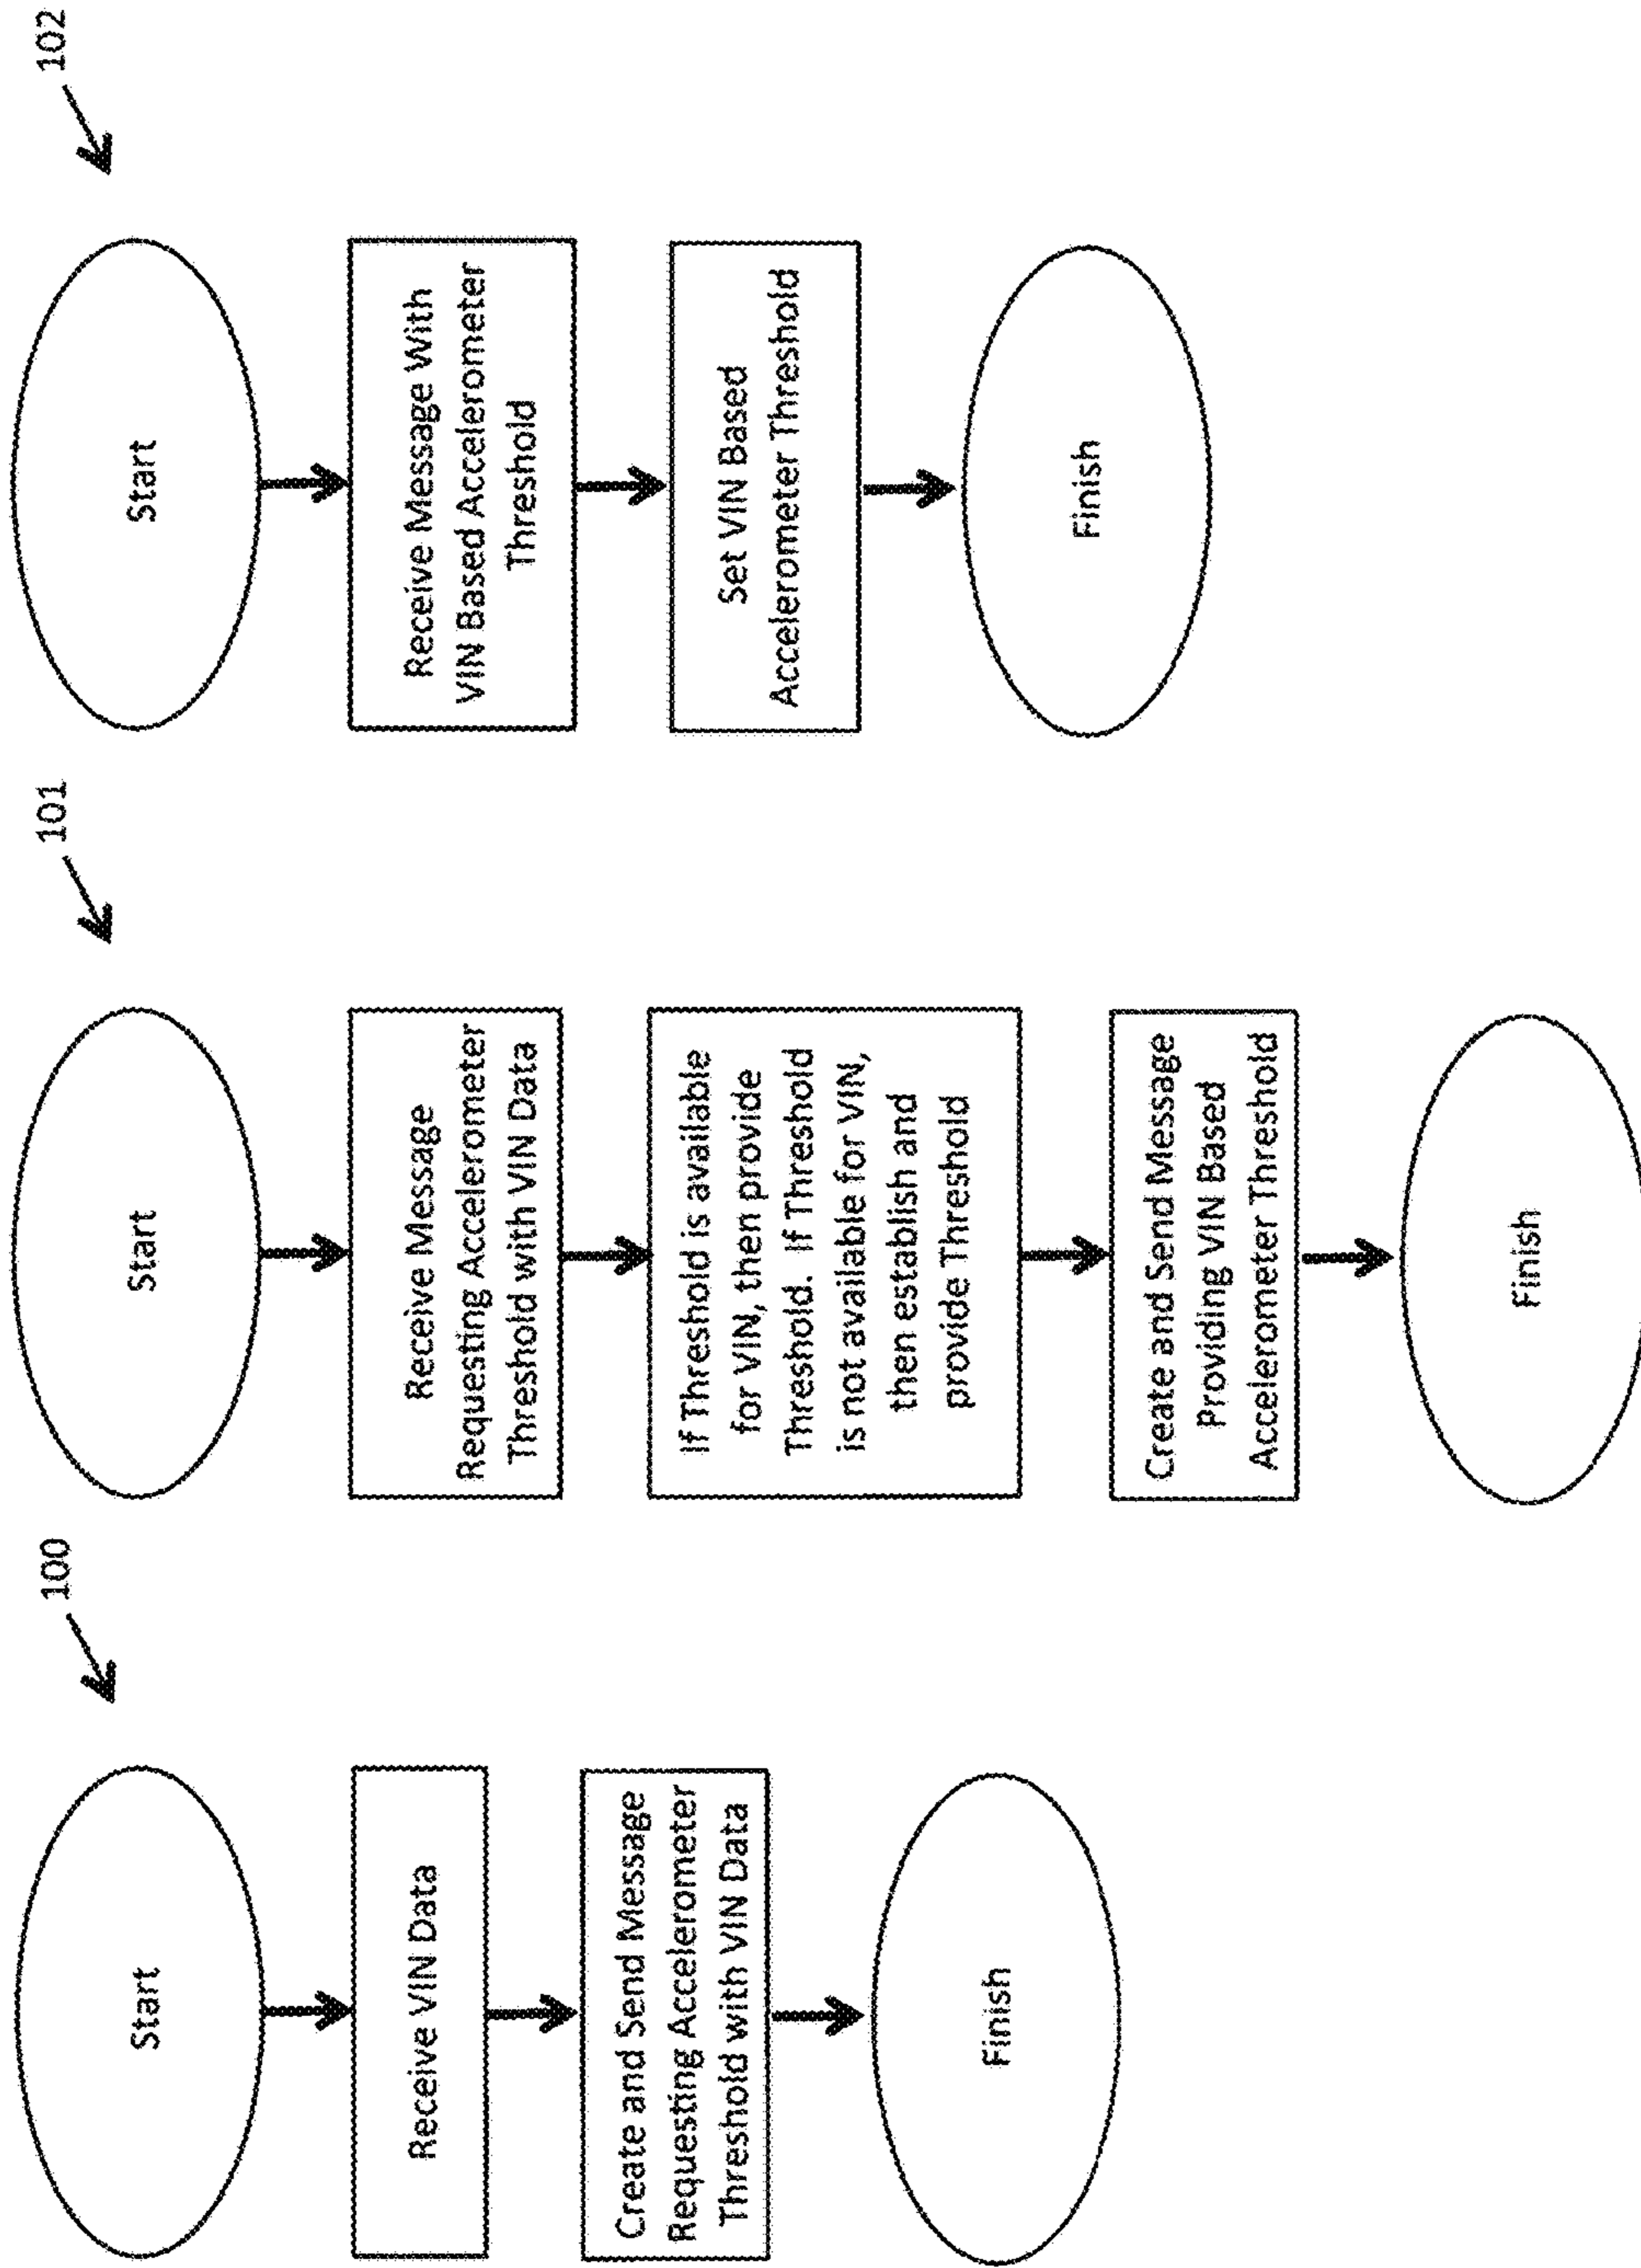 100
Start
Receive VIN Data
Create and Send Message
Requesting Accelerometer
Threshold with VIN Data
Finish
101
Start
Receive Message
Requesting Accelerometer
Threshold with VIN Data
If Threshold is available
for VIN, then provide
Threshold. If Threshold
is not available for VIN,
then establish and
provide Threshold
Create and Send Message
Providing VIN Based
Accelerometer Threshold
Finish
102
Start
Receive Message With
VIN Based Accelerometer
Threshold
Set VIN Based
Accelerometer Threshold
Finish